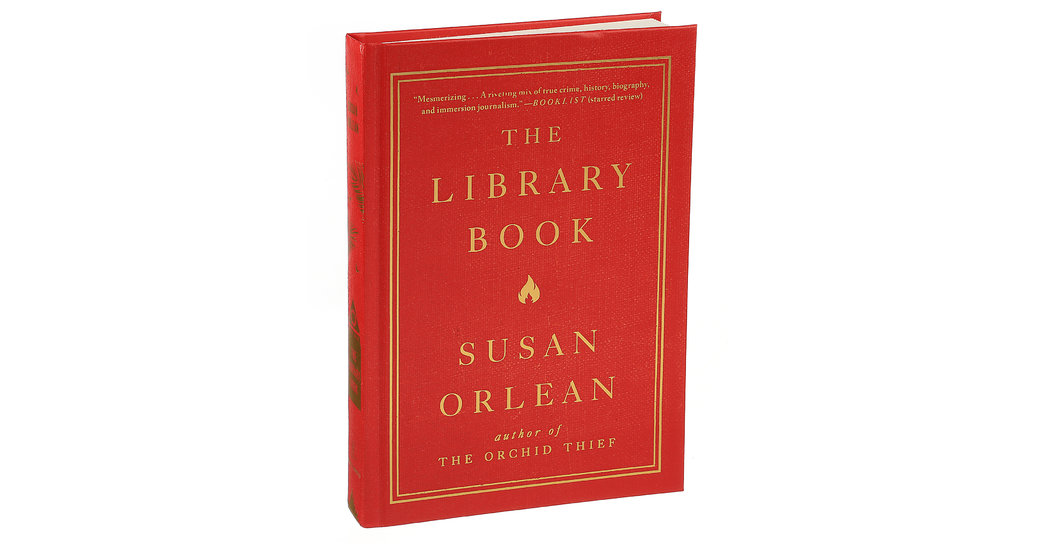 "Mesmerizing . . . A riveting mix of true crime, history, biography,
and immersion journalism." —BOOKLIST (starred review)
THE
LIBRARY
BOOK
SUSAN
ORLEAN
author of
THE ORCHID THIEF